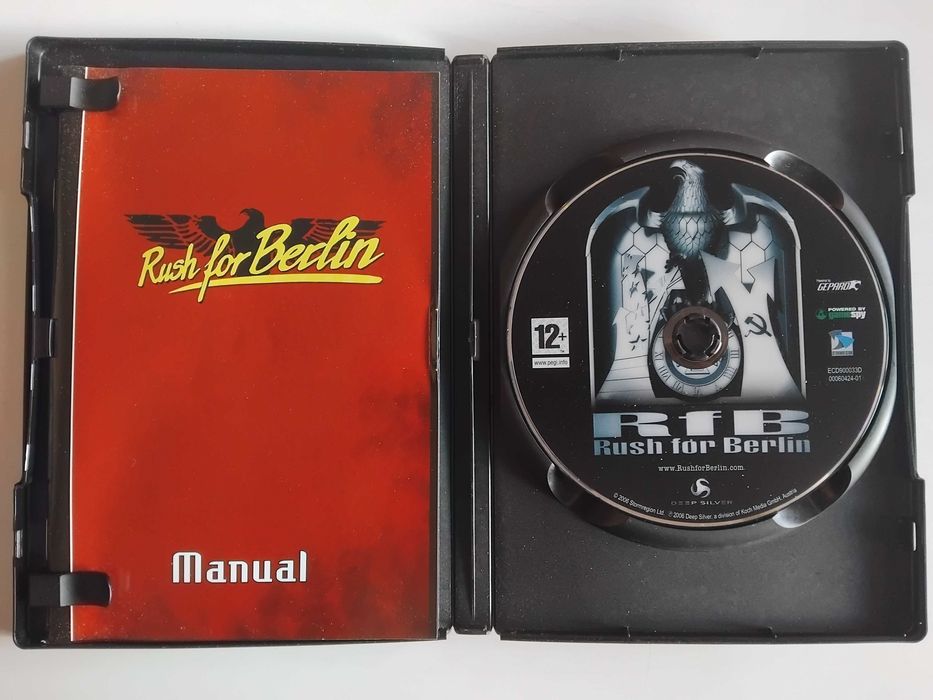 Rush for Berlin
Manual
12+
www.pegi.info
GEPARD
POWERED BY
gamespy
ECD900033D
00060424-01
RfB
Rush for Berlin
www.RushforBerlin.com
DEEP SILVER
© 2006 Stormregion Ltd. ℗ 2006 Deep Silver, a division of Koch Media GmbH, Austria